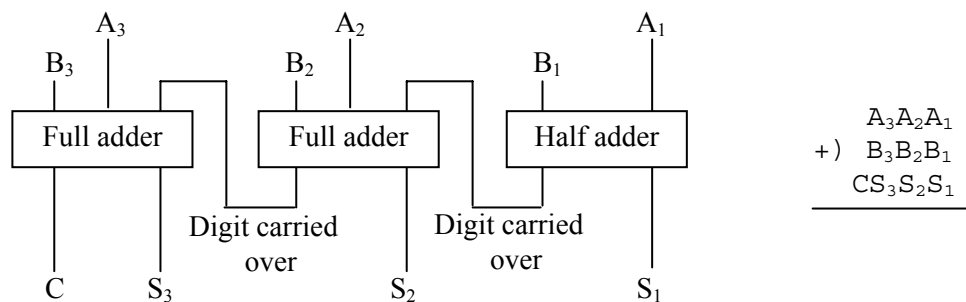 A₃ A₂ A₁
B₃ B₂ B₁
Full adder Full adder Half adder
Digit carried over
Digit carried over
C S₃ S₂ S₁
A₃A₂A₁
+) B₃B₂B₁
CS₃S₂S₁